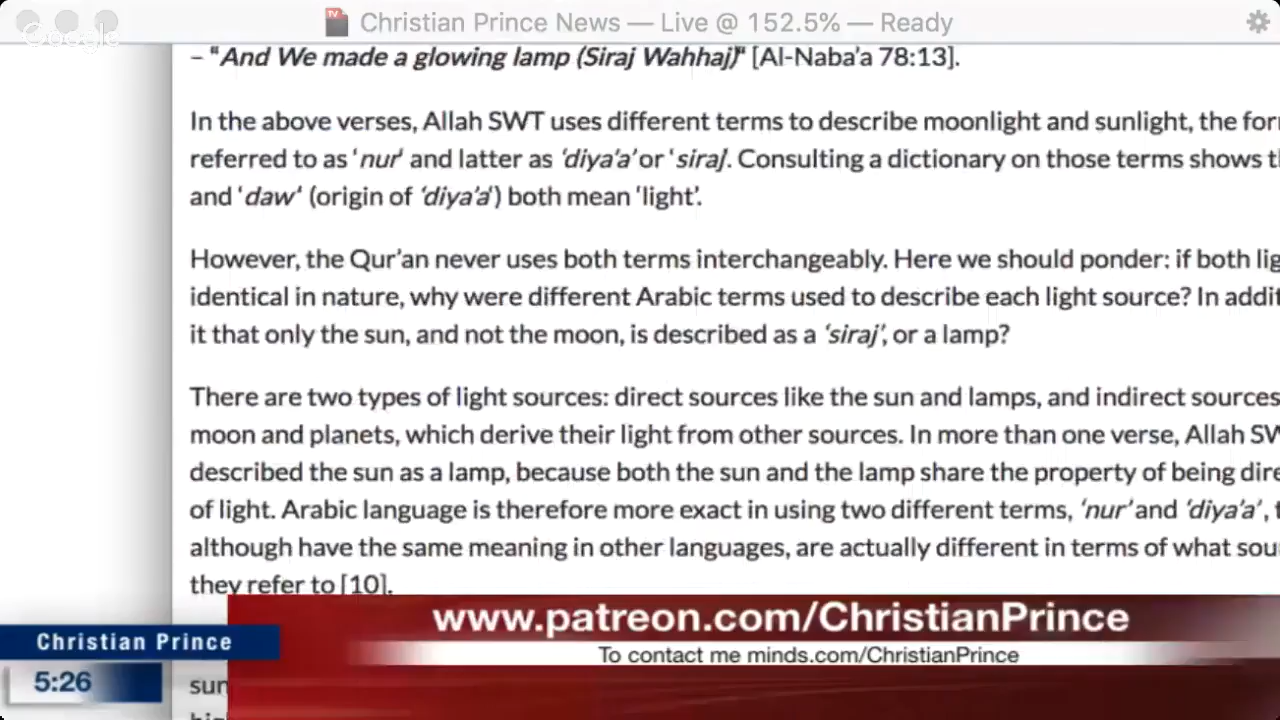 Christian Prince News — Live @ 152.5% — Ready
Google
– "And We made a glowing lamp (Siraj Wahhaj)" [Al-Naba’a 78:13].
In the above verses, Allah SWT uses different terms to describe moonlight and sunlight, the
referred to as ‘nur’ and latter as ‘diya’a’ or ‘siraj’. Consulting a dictionary on those terms shows
and ‘daw‘ (origin of ‘diya’a’) both mean ‘light’.
However, the Qur’an never uses both terms interchangeably. Here we should ponder: if both
identical in nature, why were different Arabic terms used to describe each light source? In
it that only the sun, and not the moon, is described as a ‘siraj’, or a lamp?
There are two types of light sources: direct sources like the sun and lamps, and indirect sources
moon and planets, which derive their light from other sources. In more than one verse, Allah
described the sun as a lamp, because both the sun and the lamp share the property of being
of light. Arabic language is therefore more exact in using two different terms, ‘nur’ and ‘diya’a’,
although have the same meaning in other languages, are actually different in terms of what
they refer to [10].
www.patreon.com/ChristianPrince
Christian Prince
To contact me minds.com/ChristianPrince
5:26